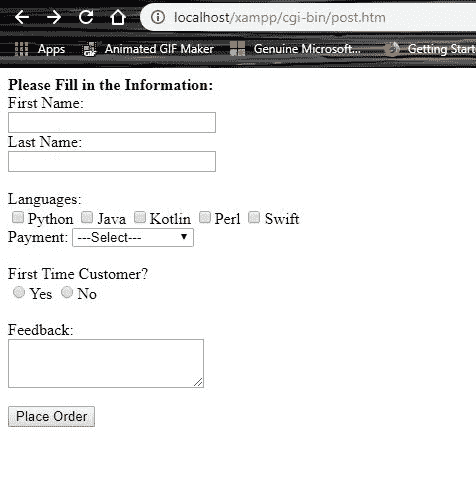 localhost/xampp/cgi-bin/post.htm
Apps Animated GIF Maker Genuine Microsoft... Getting Start
Please Fill in the Information:
First Name:
Last Name:
Languages:
Python Java Kotlin Perl Swift
Payment: ---Select---
First Time Customer?
Yes No
Feedback:
Place Order